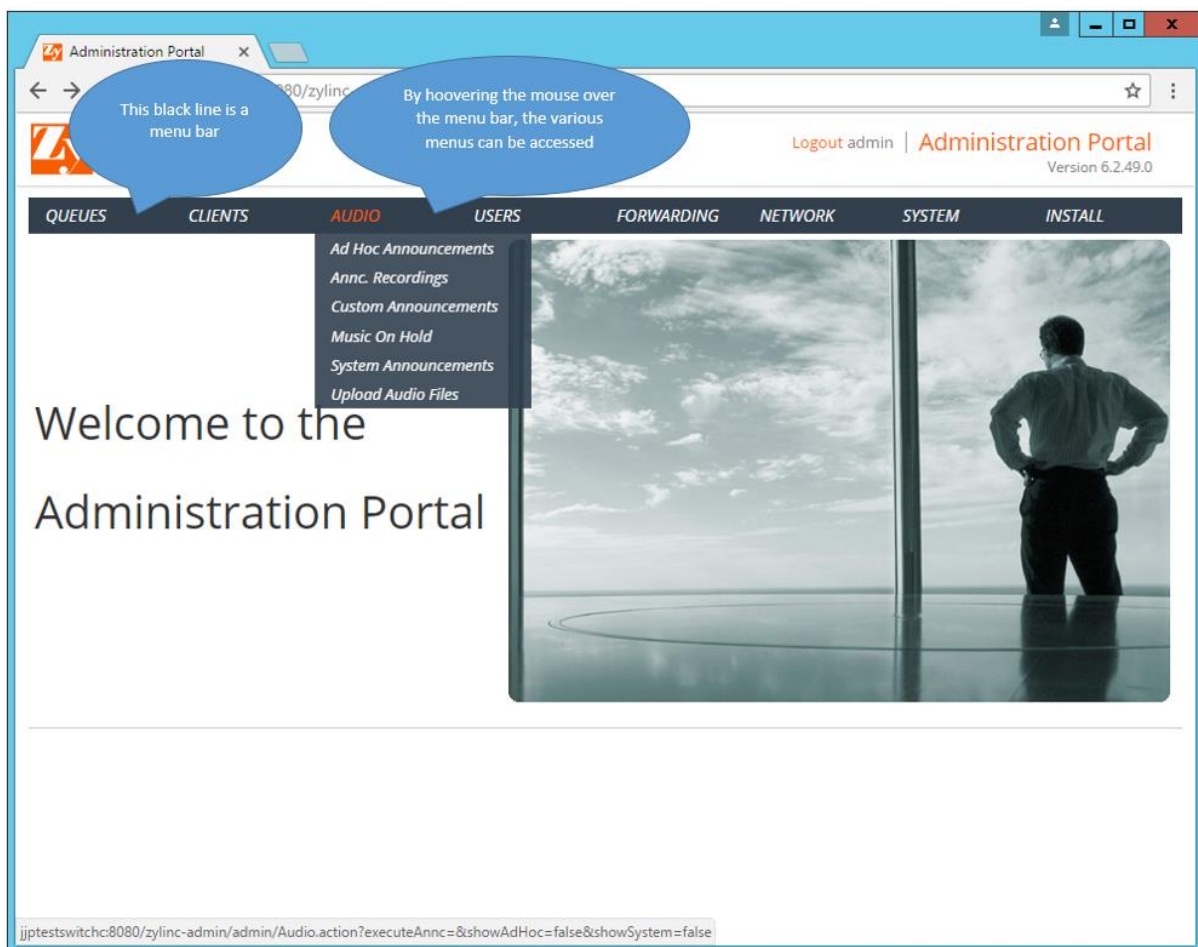 Administration Portal
This black line is a
menu bar
80/zylinc
By hoovering the mouse over
the menu bar, the various
menus can be accessed
Zy
Logout admin | Administration Portal
Version 6.2.49.0
QUEUES CLIENTS AUDIO USERS FORWARDING NETWORK SYSTEM INSTALL
Ad Hoc Announcements
Annc. Recordings
Custom Announcements
Music On Hold
System Announcements
Upload Audio Files
Welcome to the
Administration Portal
jjptestswitchc:8080/zylinc-admin/admin/Audio.action?executeAnnc=&showAdHoc=false&showSystem=false